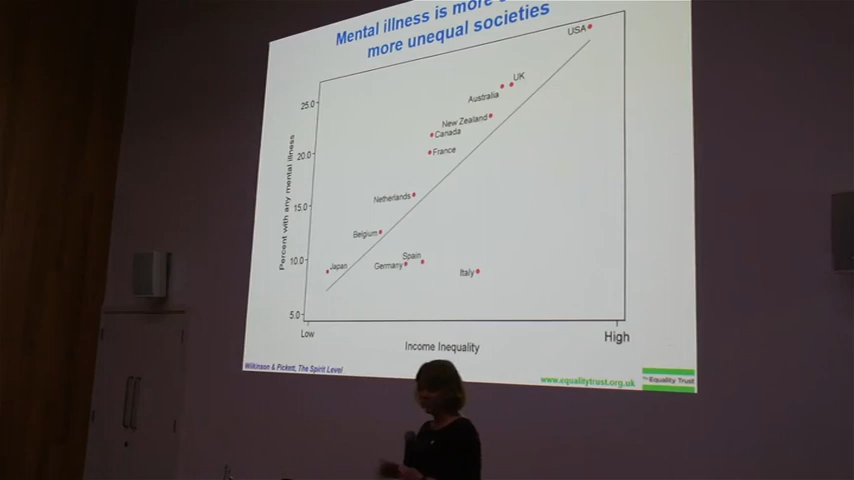 Mental illness is more
more unequal societies
USA
UK
Australia
New Zealand
Canada
France
Netherlands
Belgium
Japan
Spain
Germany
Italy
25.0
20.0
15.0
10.0
5.0
Percent with any mental illness
Low
High
Income Inequality
Wilkinson & Pickett, The Spirit Level
www.equalitytrust.org.uk
The Equality Trust